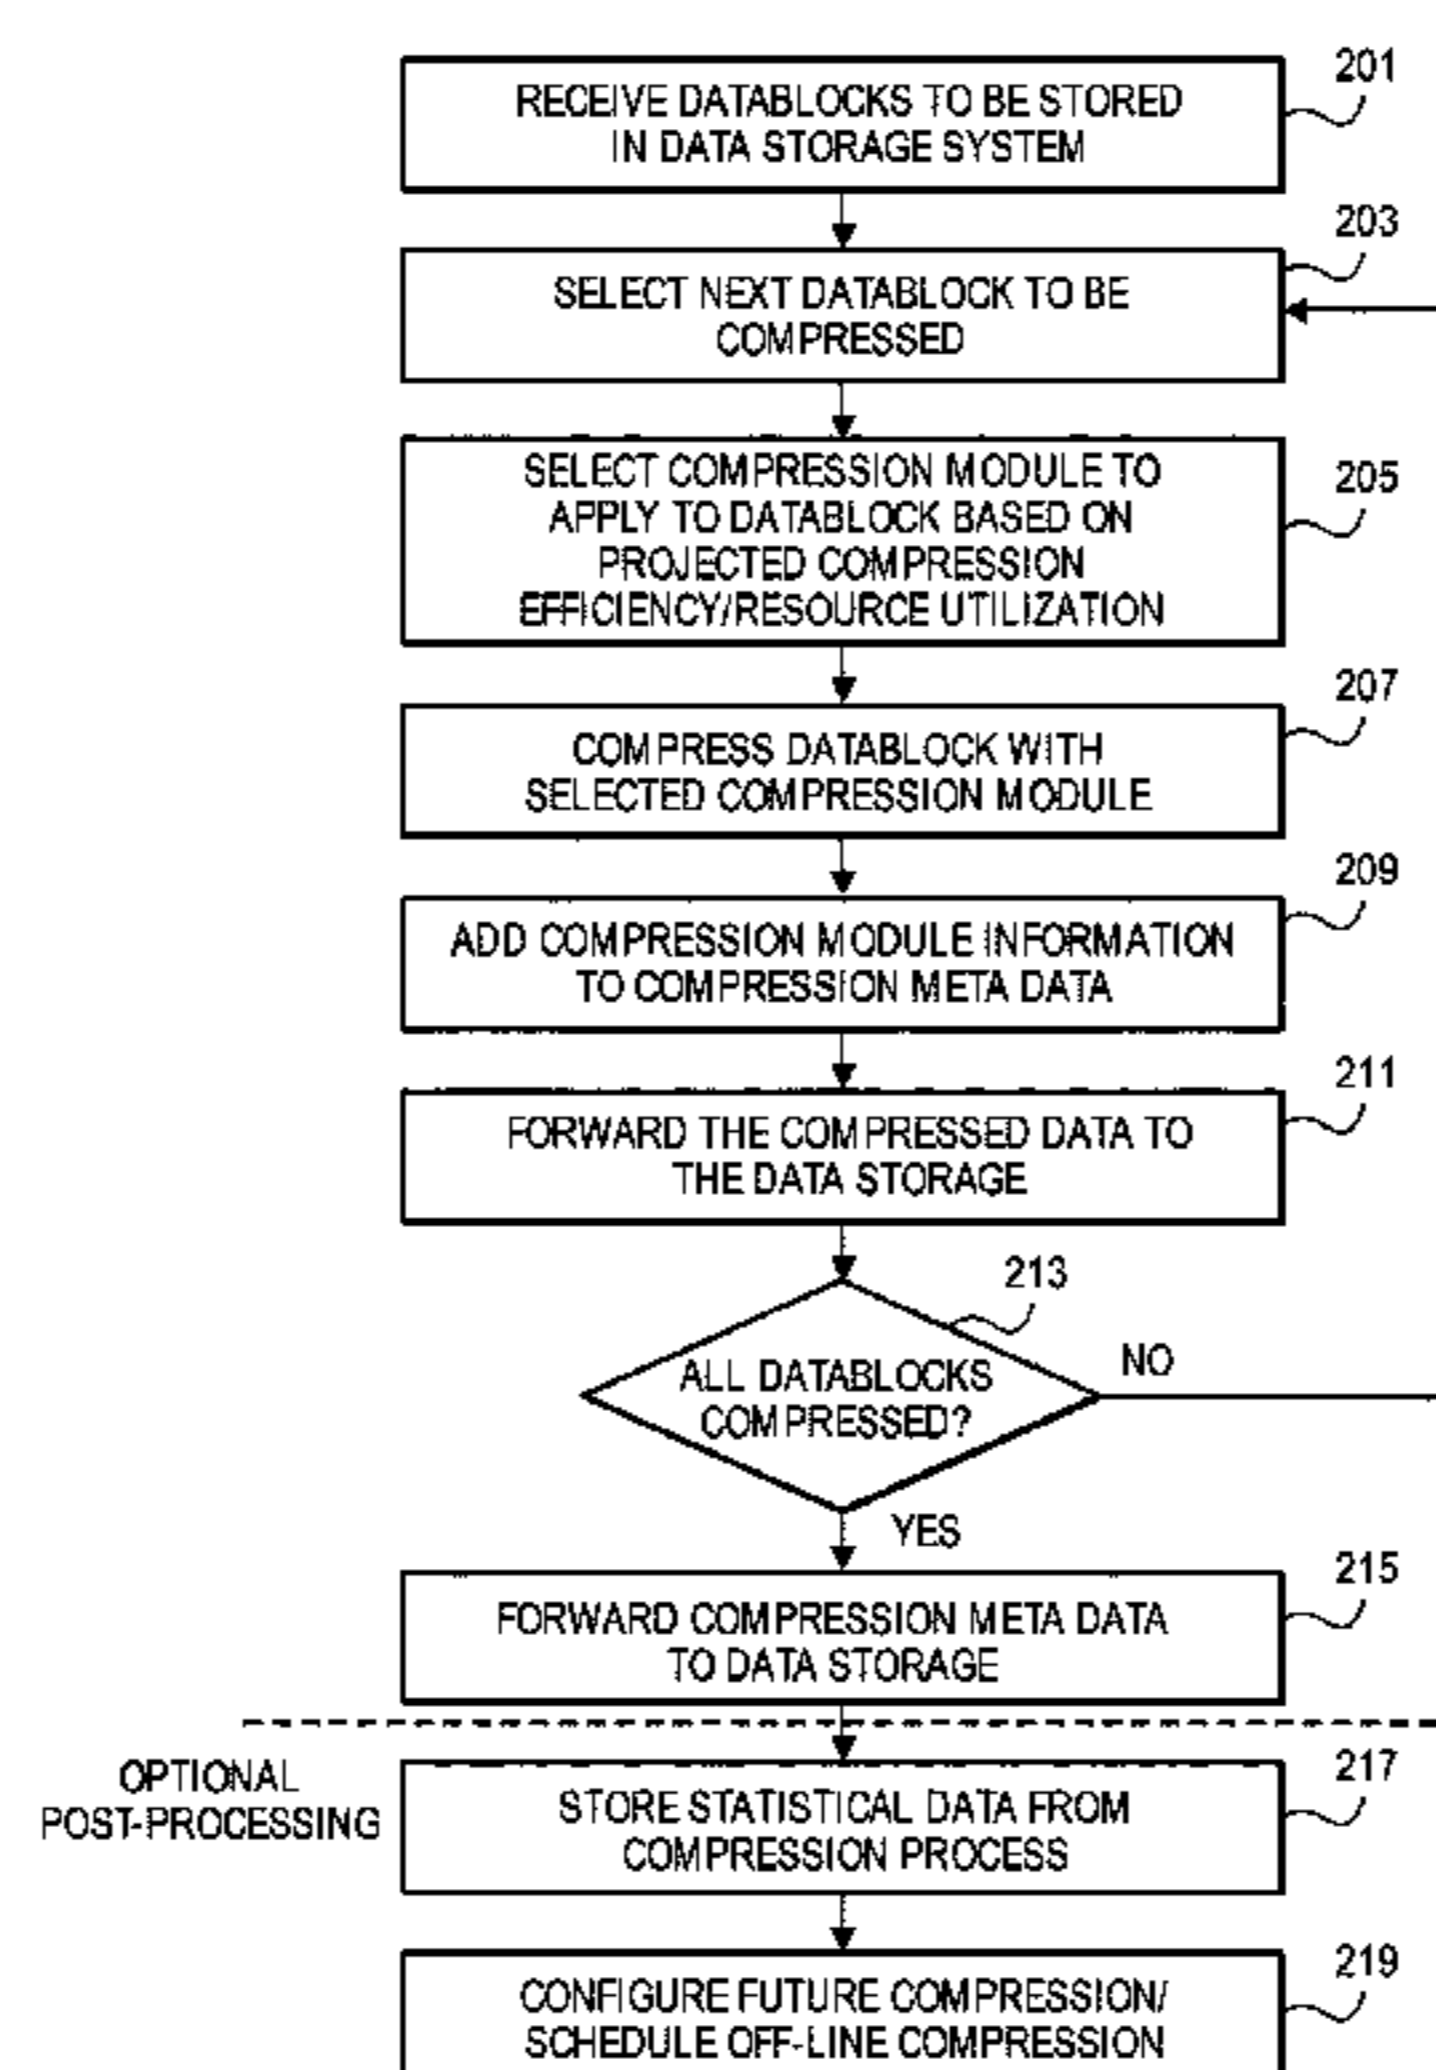 201
RECEIVE DATABLOCKS TO BE STORED
IN DATA STORAGE SYSTEM
203
SELECT NEXT DATABLOCK TO BE
COMPRESSED
205
SELECT COMPRESSION MODULE TO
APPLY TO DATABLOCK BASED ON
PROJECTED COMPRESSION
EFFICIENCY/RESOURCE UTILIZATION
207
COMPRESS DATABLOCK WITH
SELECTED COMPRESSION MODULE
209
ADD COMPRESSION MODULE INFORMATION
TO COMPRESSION META DATA
211
FORWARD THE COMPRESSED DATA TO
THE DATA STORAGE
213
ALL DATABLOCKS
COMPRESSED?
NO
YES
215
FORWARD COMPRESSION META DATA
TO DATA STORAGE
OPTIONAL
POST-PROCESSING
217
STORE STATISTICAL DATA FROM
COMPRESSION PROCESS
219
CONFIGURE FUTURE COMPRESSION/
SCHEDULE OFF-LINE COMPRESSION